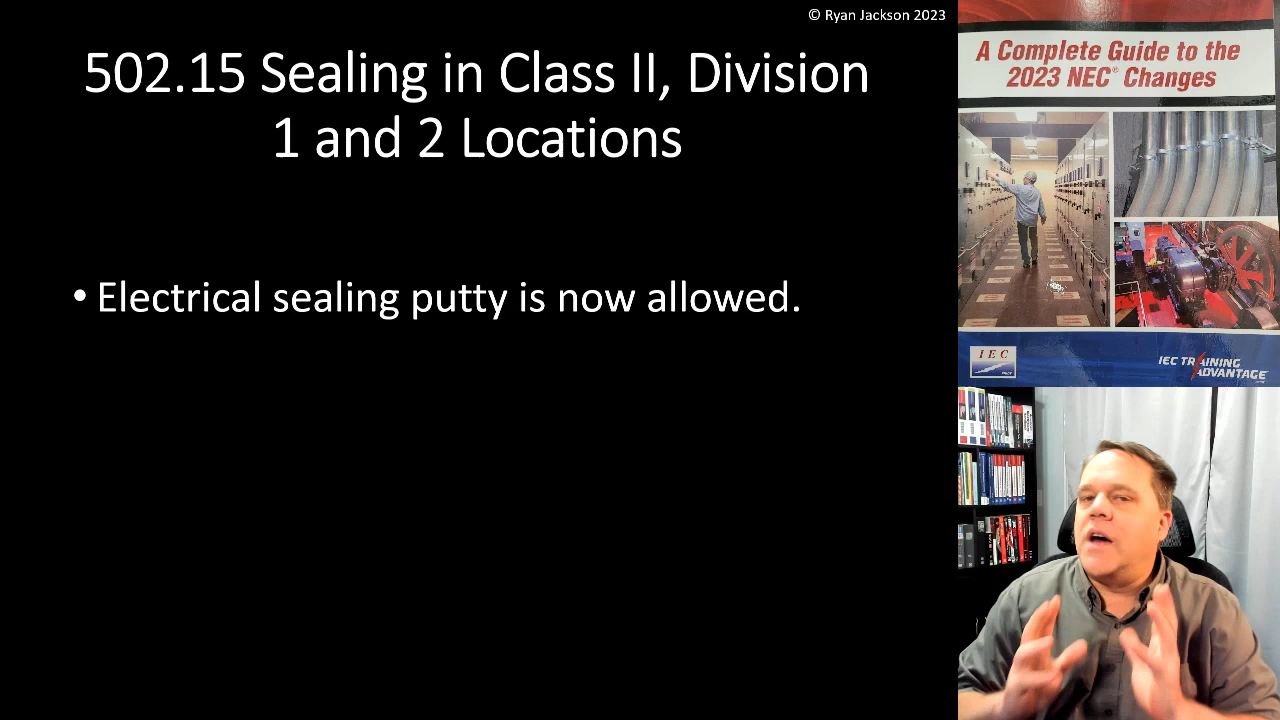 © Ryan Jackson 2023
502.15 Sealing in Class II, Division
1 and 2 Locations
• Electrical sealing putty is now allowed.
A Complete Guide to the
2023 NEC® Changes
IEC
IEC TRAINING
ADVANTAGE